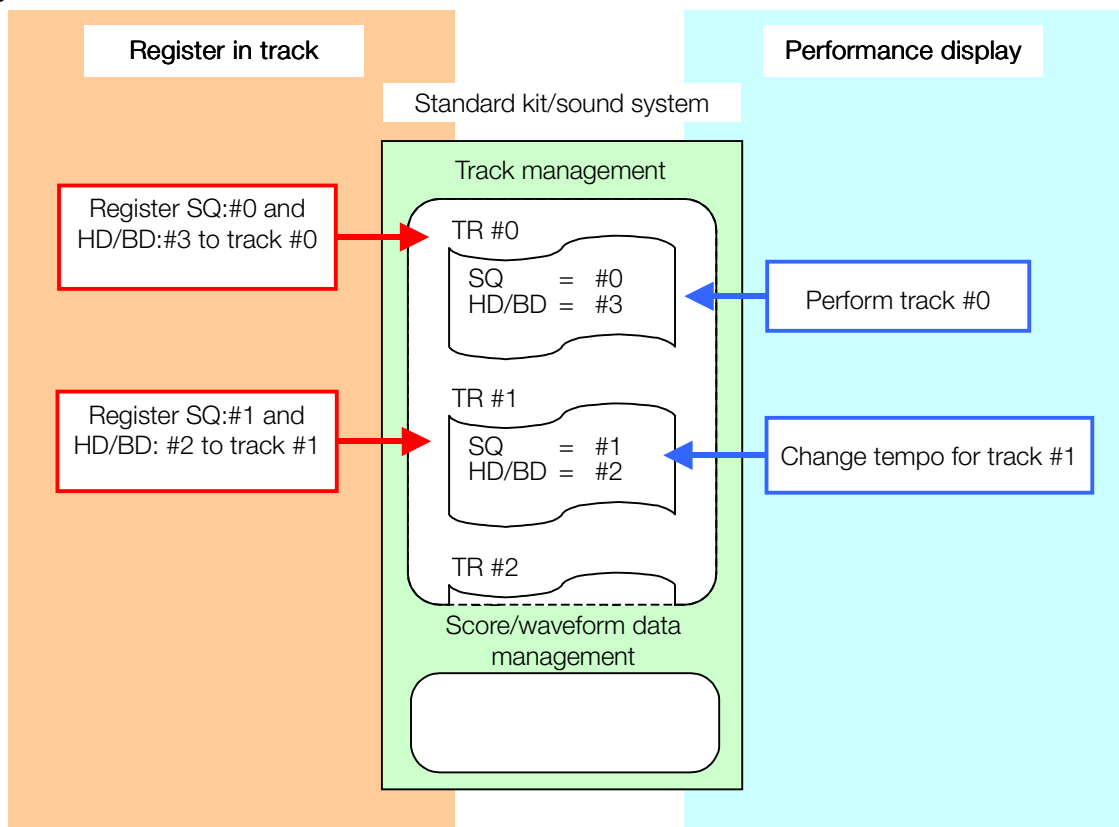 Register in track
Performance display
Standard kit/sound system
Track management
Register SQ:#0 and
HD/BD:#3 to track #0
TR #0
SQ = #0
HD/BD = #3
Perform track #0
Register SQ:#1 and
HD/BD: #2 to track #1
TR #1
SQ = #1
HD/BD = #2
Change tempo for track #1
TR #2
Score/waveform data
management